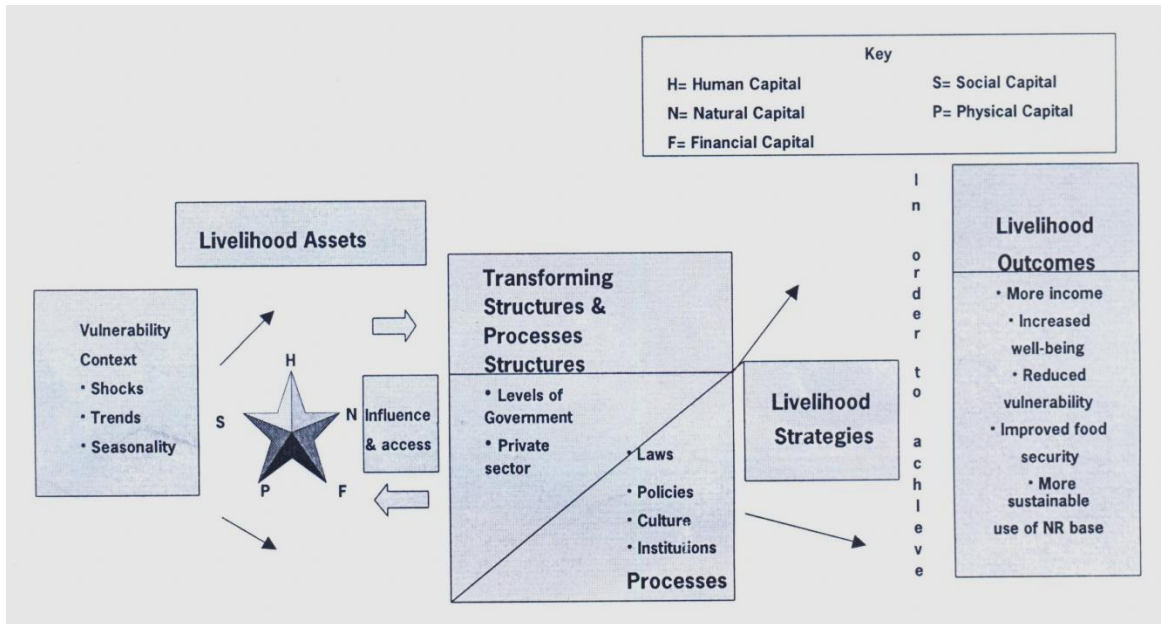 Key
H= Human Capital
S= Social Capital
N= Natural Capital
P= Physical Capital
F= Financial Capital
Livelihood Assets
Vulnerability
Context
• Shocks
• Trends
• Seasonality
H
S
N
P
F
Influence
& access
Transforming
Structures &
Processes
Structures
• Levels of
Government
• Private
sector
• Laws
• Policies
• Culture
• Institutions
Processes
Livelihood
Strategies
In order to achieve
Livelihood
Outcomes
• More income
• Increased
well-being
• Reduced
vulnerability
• Improved food
security
• More
sustainable
use of NR base